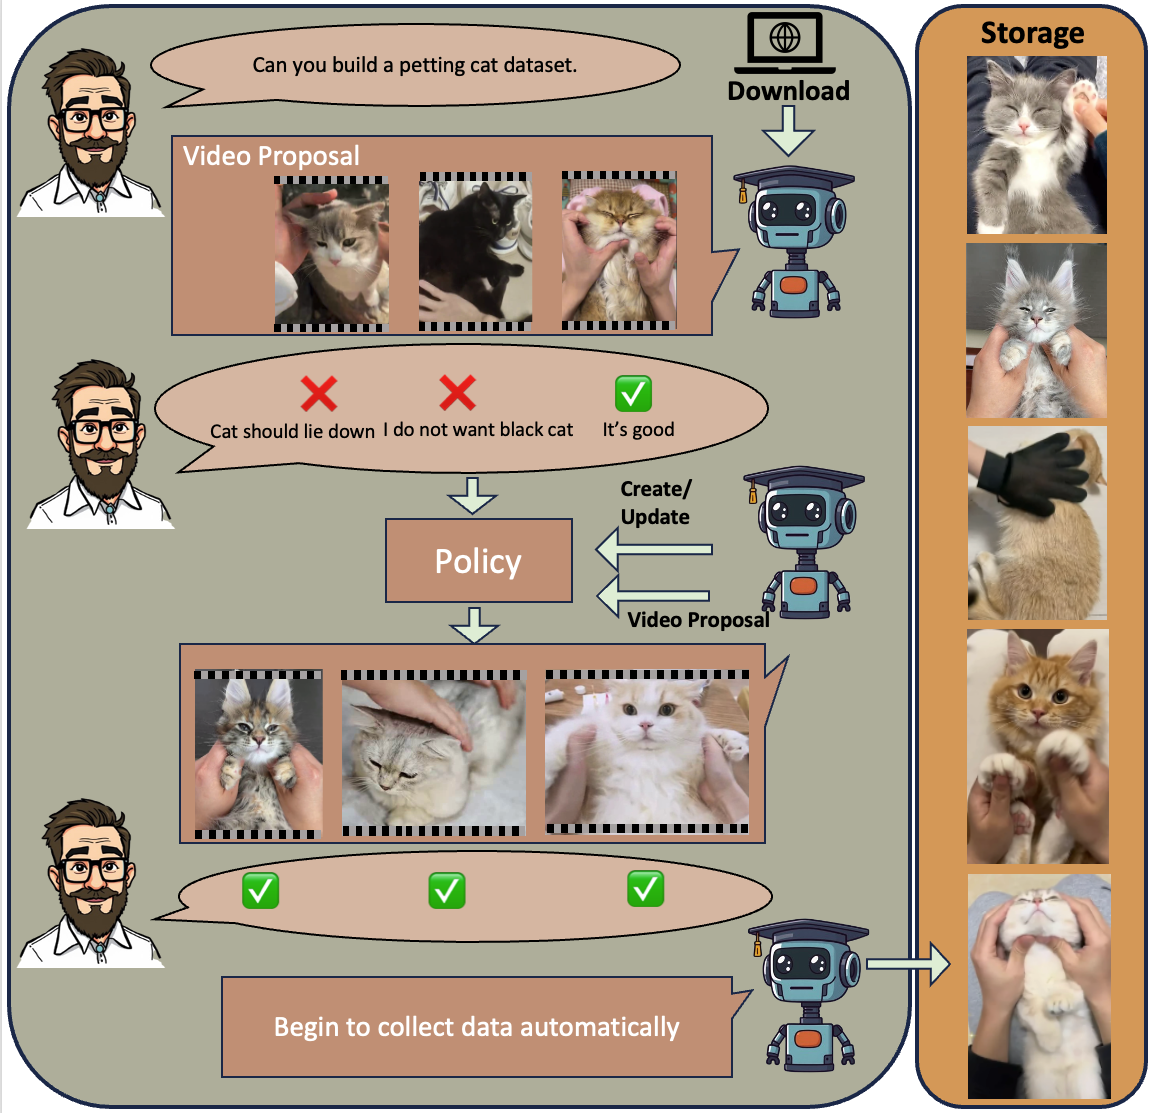 Can you build a petting cat dataset.
Download
Storage
Video Proposal
Cat should lie down
I do not want black cat
It’s good
Create/
Update
Policy
Video Proposal
Begin to collect data automatically